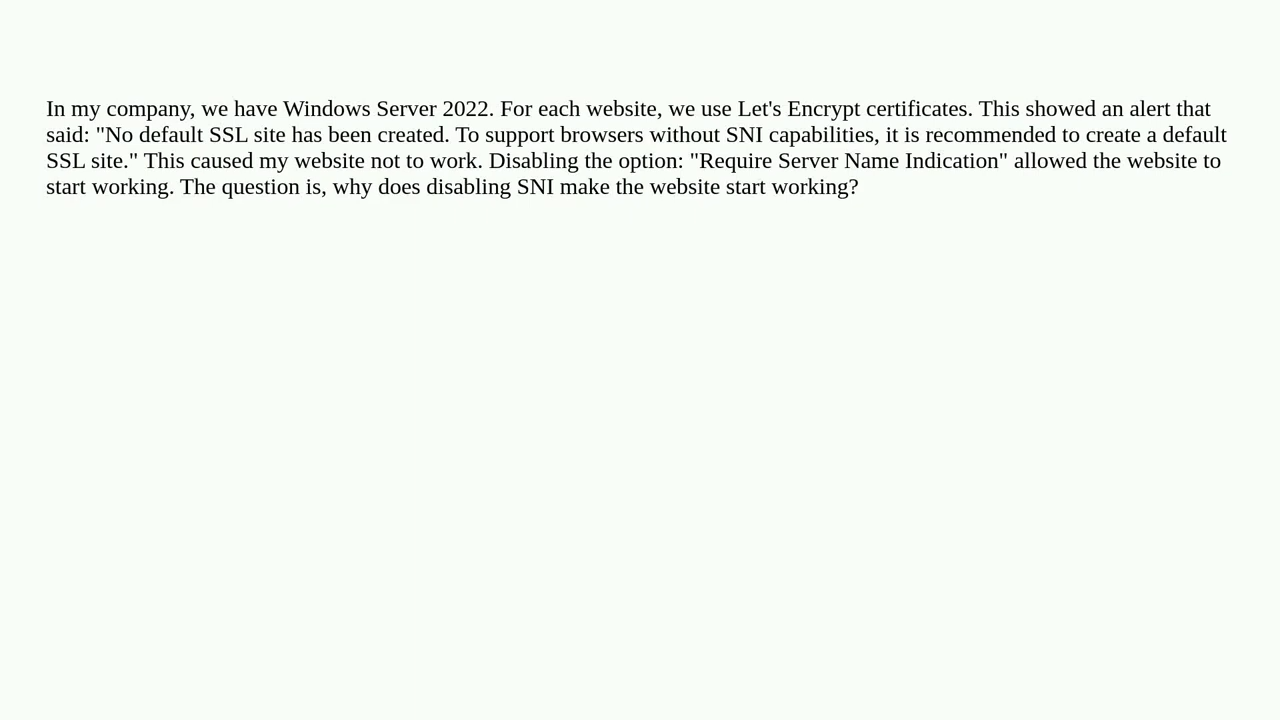 In my company, we have Windows Server 2022. For each website, we use Let's Encrypt certificates. This showed an alert that
said: "No default SSL site has been created. To support browsers without SNI capabilities, it is recommended to create a default
SSL site." This caused my website not to work. Disabling the option: "Require Server Name Indication" allowed the website to
start working. The question is, why does disabling SNI make the website start working?